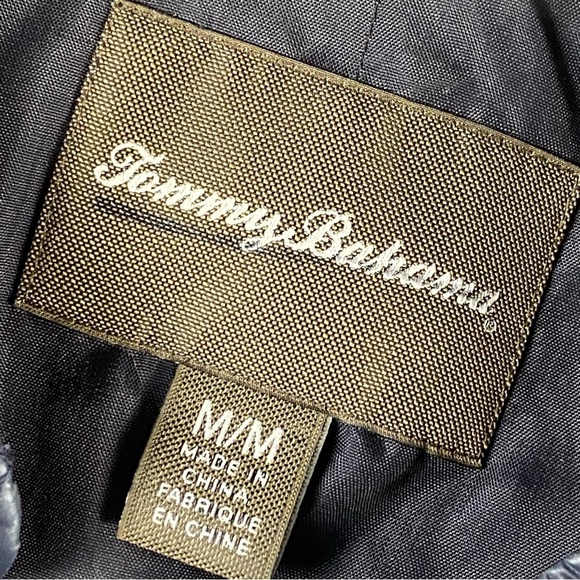 Tommy Bahama®
M/M
MADE IN
CHINA
FABRIQUE
EN CHINE